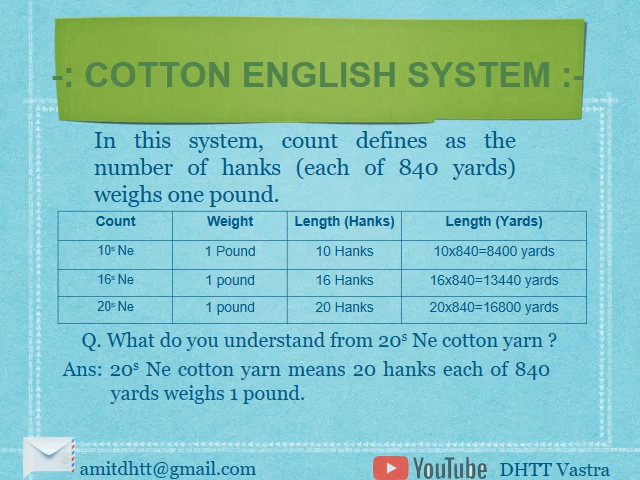 -: COTTON ENGLISH SYSTEM :-
In this system, count defines as the
number of hanks (each of 840 yards)
weighs one pound.
Count Weight Length (Hanks) Length (Yards)
10ˢ Ne 1 Pound 10 Hanks 10x840=8400 yards
16ˢ Ne 1 pound 16 Hanks 16x840=13440 yards
20ˢ Ne 1 pound 20 Hanks 20x840=16800 yards
Q. What do you understand from 20ˢ Ne cotton yarn ?
Ans: 20ˢ Ne cotton yarn means 20 hanks each of 840
yards weighs 1 pound.
amitdhtt@gmail.com YouTube DHTT Vastra